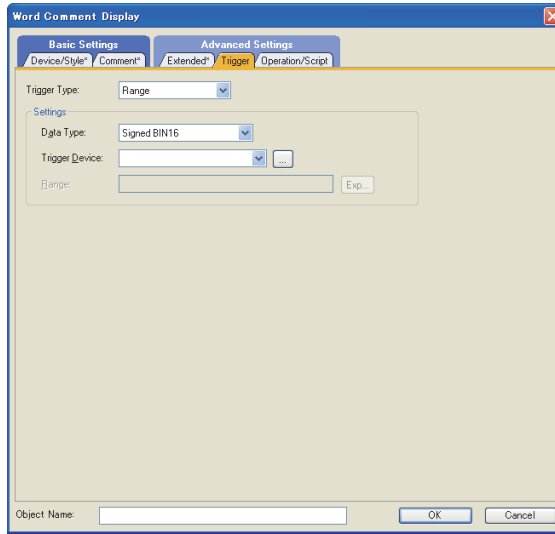 Word Comment Display
Basic Settings Advanced Settings
Device/Style* Comment* Extended* Trigger Operation/Script
Trigger Type: Range
Settings
Data Type: Signed BIN16
Trigger Device: ...
Range: Exp...
Object Name: OK Cancel